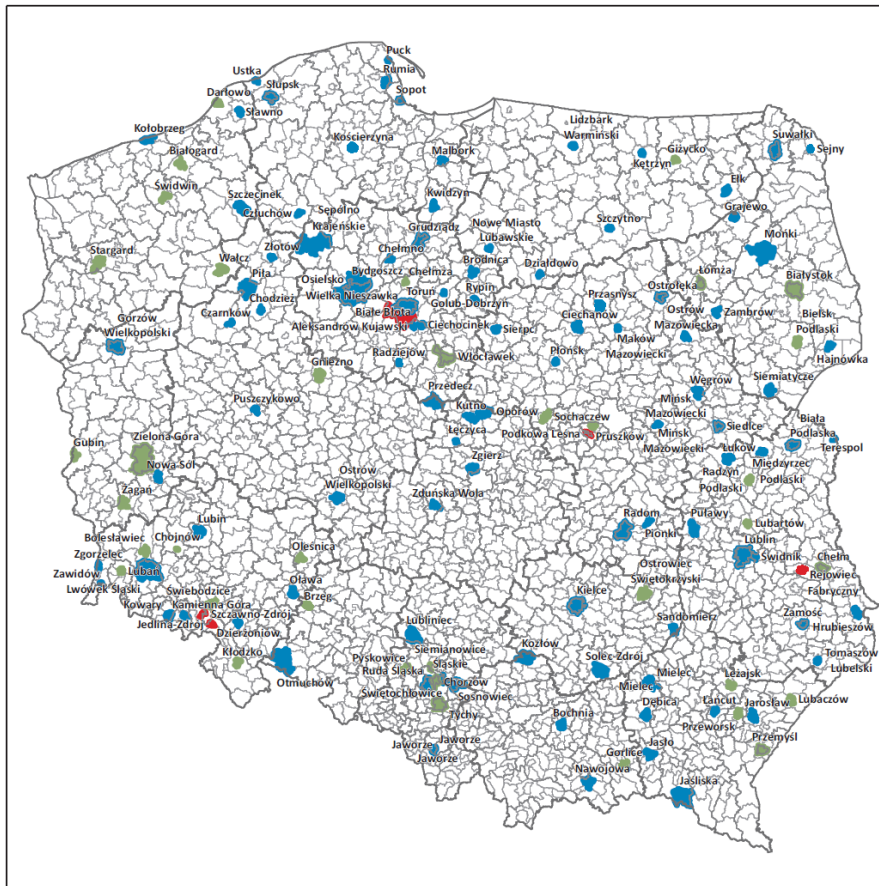 Puck
Ustka
Rumia
Darłowo
Słupsk
Sopot
Sławno
Kołobrzeg
Kościerzyna
Lidzbark
Warmiński
Suwałki
Białogard
Malbork
Giżycko
Sejny
Kętrzyn
Świdwin
Ełk
Szczecinek
Sępólno
Kwidzyn
Człuchów
Grajewo
Krajeńskie
Grudziądz
Nowe Miasto
Lubawskie
Szczytno
Mońki
Stargard
Złotów
Wałcz
Chełmno
Brodnica
Działdowo
Łomża
Piła
Osielsko
Bydgoszcz
Chełmża
Białystok
Wielka Nieszawka
Toruń
Rypin
Ostrołęka
Chodzież
Golub-Dobrzyń
Przasnysz
Ostrów
Mazowiecka
Zambrów
Bielsk
Podlaski
Gorzów
Wielkopolski
Czarnków
Białe Błota
Aleksandrów Kujawski
Ciechocinek
Sierpc
Ciechanów
Maków
Mazowiecki
Hajnówka
Gniezno
Radziejów
Włocławek
Płońsk
Siemiatycze
Przedecz
Węgrów
Puszczykowo
Kutno
Oporów
Sochaczew
Mińsk
Mazowiecki
Podkowa Leśna
Pruszków
Siedlce
Biała
Podlaska
Łęczyca
Mińsk
Mazowiecki
Terespol
Gubin
Zielona Góra
Nowa Sól
Zgierz
Łuków
Międzyrzec
Podlaski
Ostrów
Wielkopolski
Zduńska Wola
Radzyń
Podlaski
Żagań
Puławy
Radom
Pionki
Lubin
Lubartów
Bolesławiec
Chojnów
Lublin
Zgorzelec
Oleśnica
Świdnik
Chełm
Zawidów
Lubań
Ostrowiec
Świętokrzyski
Rejowiec
Fabryczny
Lwówek Śląski
Świebodzice
Oława
Kowary
Kamienna Góra
Szczawno-Zdrój
Brzeg
Kielce
Jedlina-Zdrój
Dzierżoniów
Lubliniec
Sandomierz
Zamość
Hrubieszów
Kłodzko
Siemianowice
Śląskie
Kozłów
Solec-Zdrój
Tomaszów
Lubelski
Otmuchów
Pyskowice
Ruda Śląska
Chorzów
Mielec
Mielec
Leżajsk
Świętochłowice
Sosnowiec
Łańcut
Lubaczów
Tychy
Bochnia
Dębica
Jarosław
Przeworsk
Jaworze
Jaworze
Jaworze
Gorlice
Jasło
Przemyśl
Nawojowa
Jaśliska